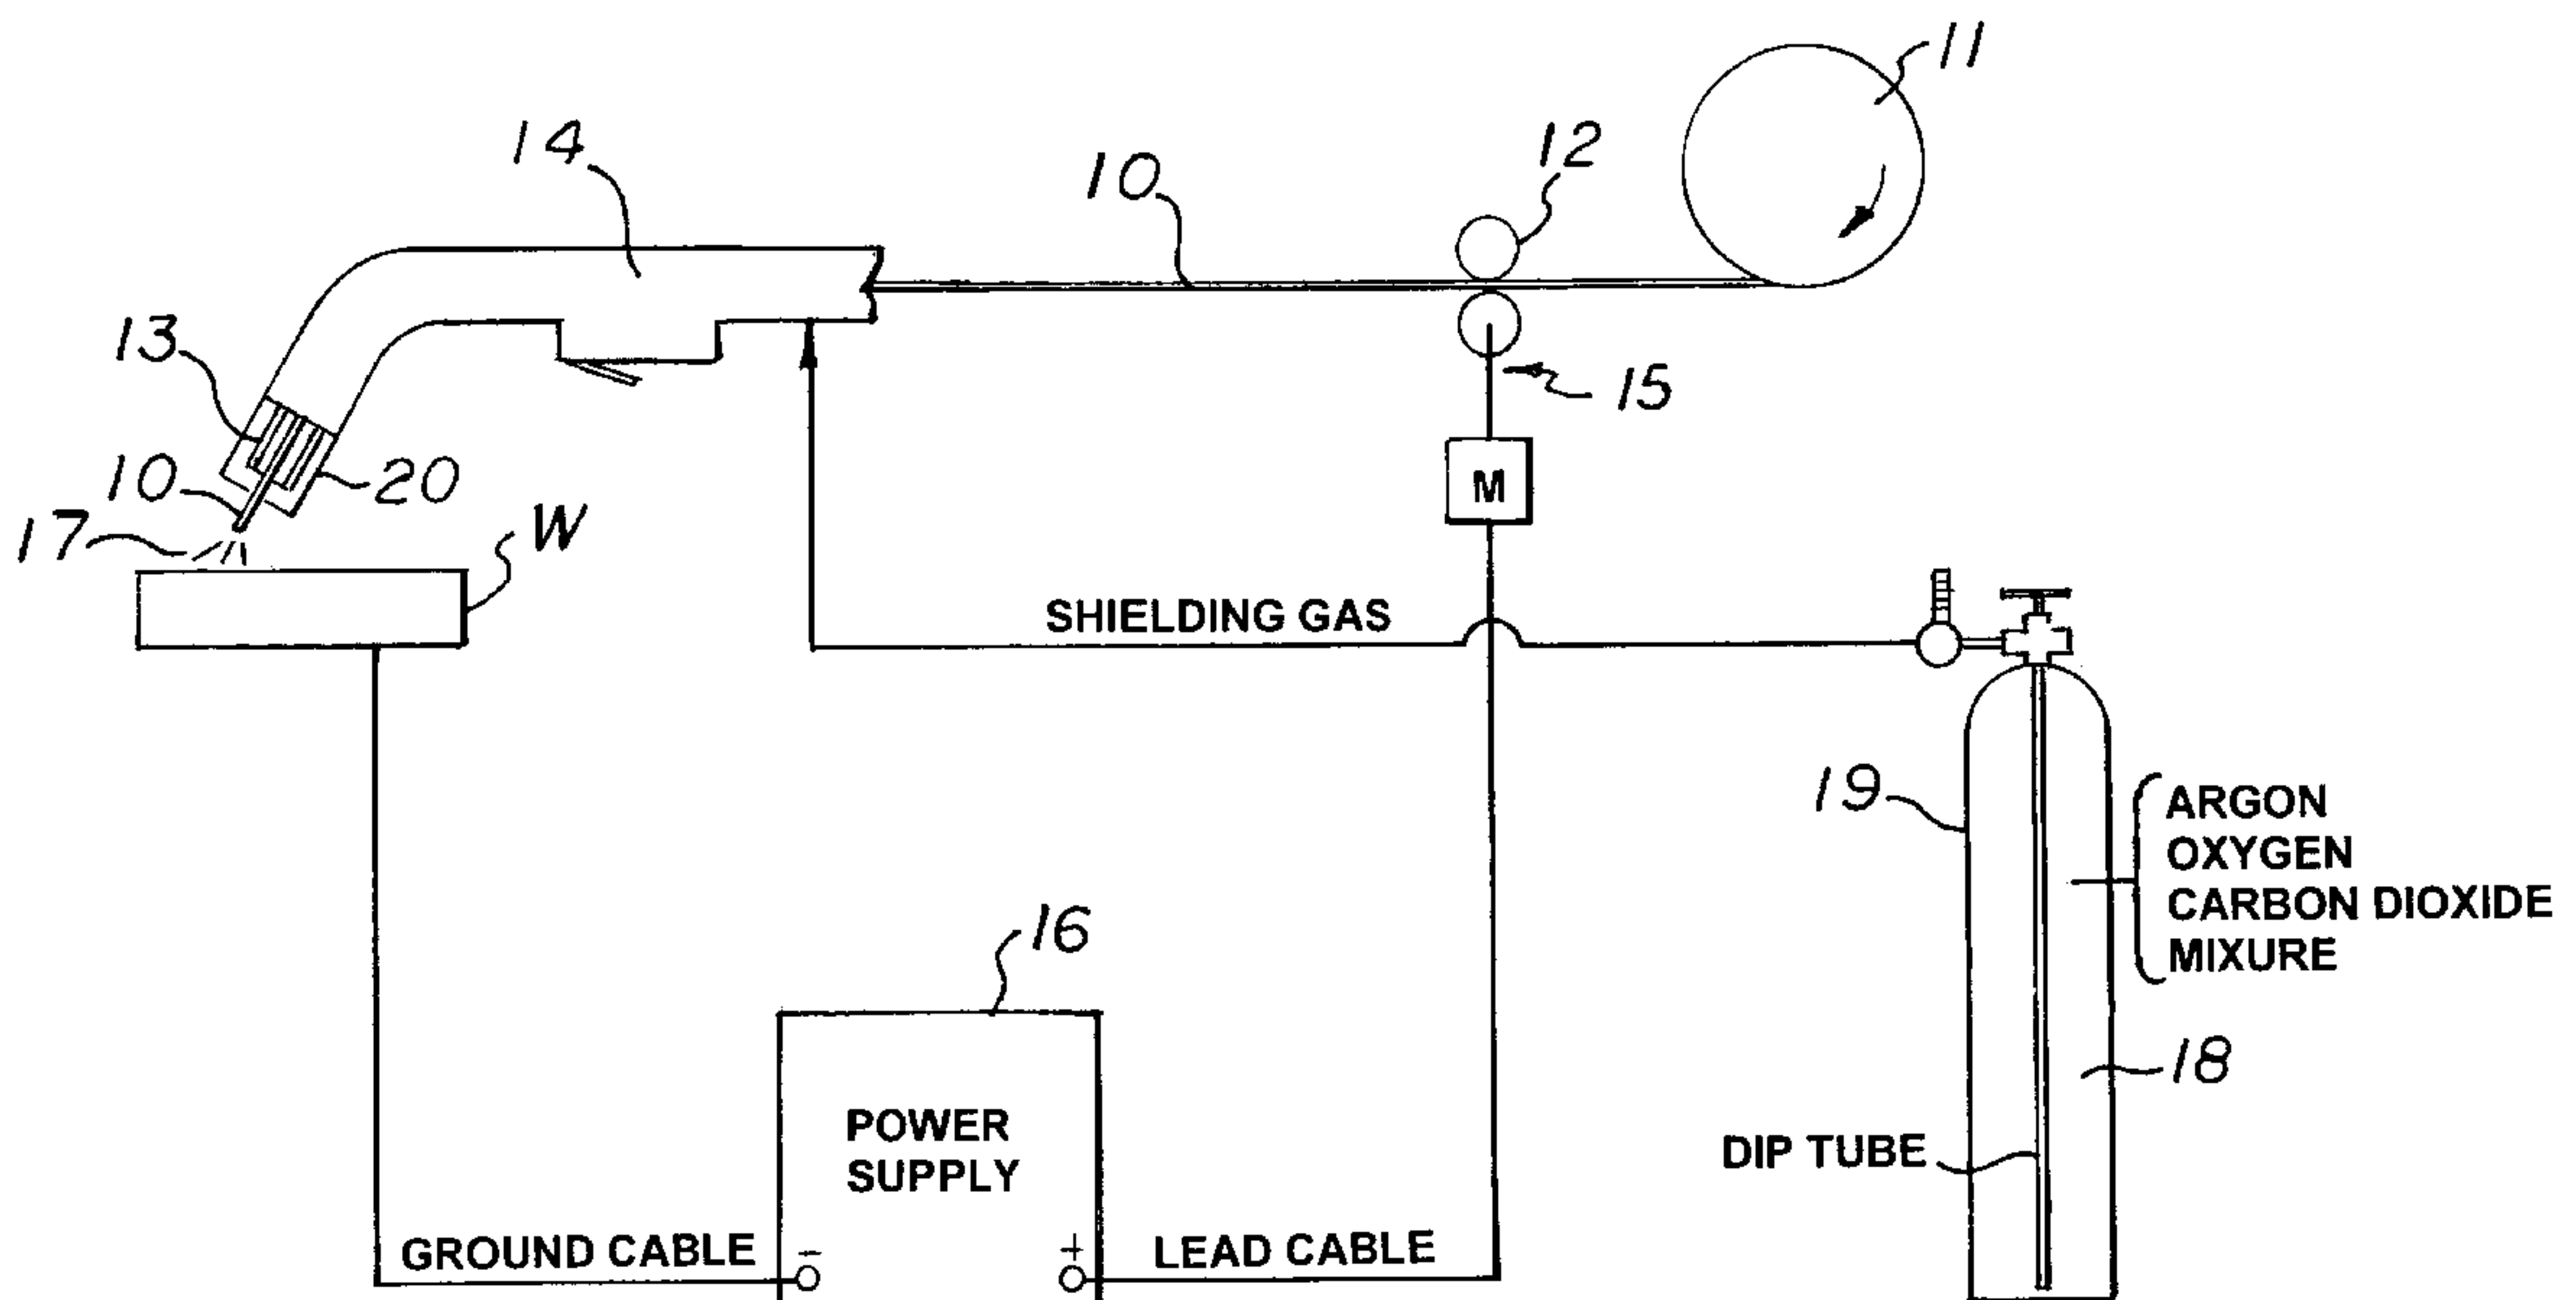 11
12
14
10
13
15
10
20
M
17
W
SHIELDING GAS
19
ARGON
OXYGEN
CARBON DIOXIDE
MIXURE
16
18
POWER
SUPPLY
DIP TUBE
GROUND CABLE
−
+
LEAD CABLE